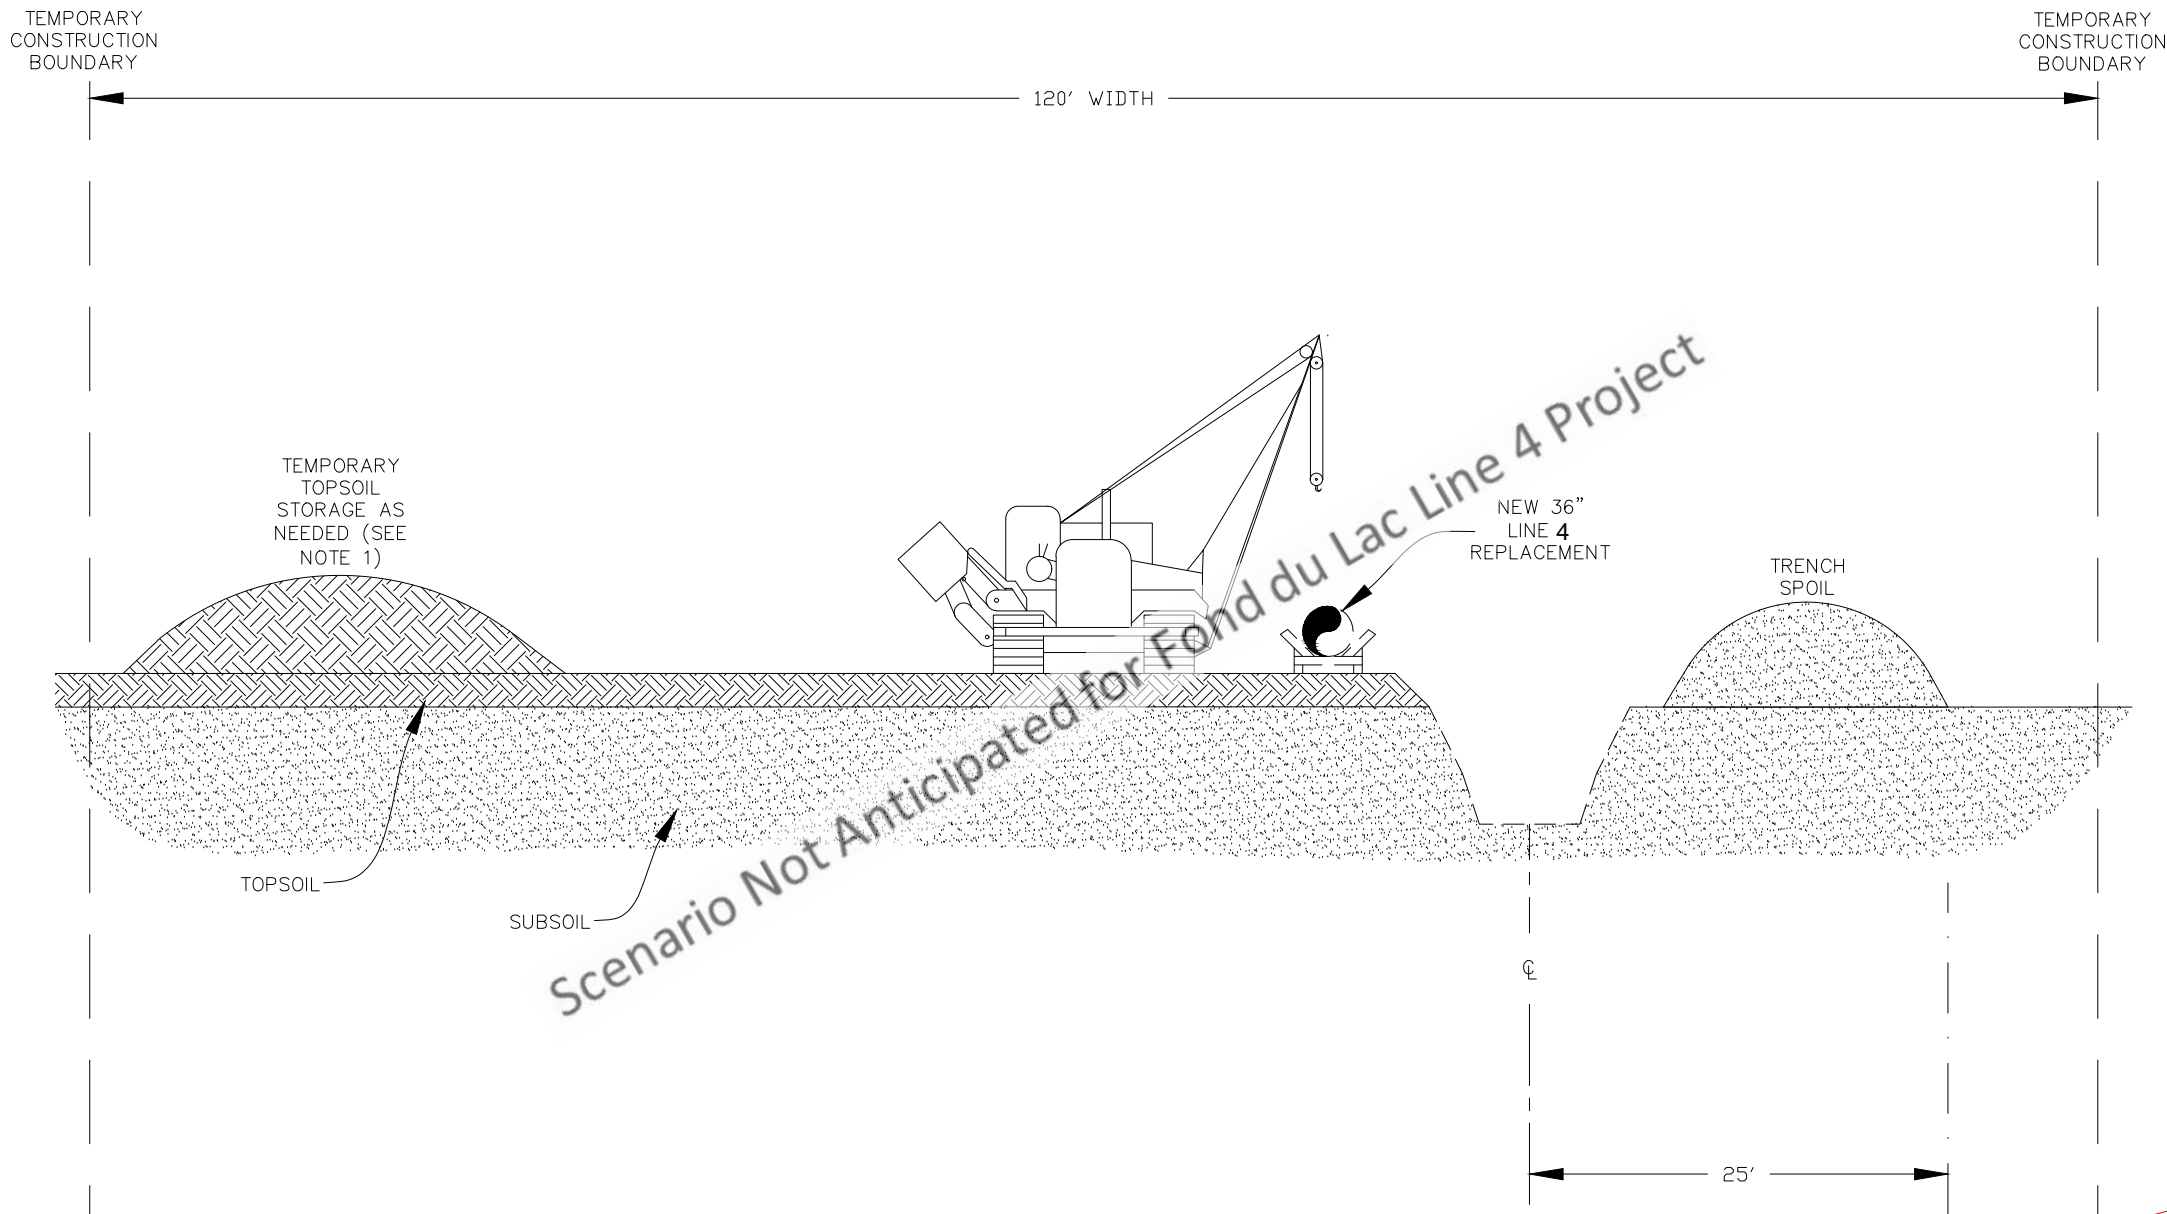 TEMPORARY
CONSTRUCTION
BOUNDARY
TEMPORARY
CONSTRUCTION
BOUNDARY
120' WIDTH
TEMPORARY
TOPSOIL
STORAGE AS
NEEDED (SEE
NOTE 1)
NEW 36"
LINE 4
REPLACEMENT
TRENCH
SPOIL
Scenario Not Anticipated for Fond du Lac Line 4 Project
TOPSOIL
SUBSOIL
℄
25'